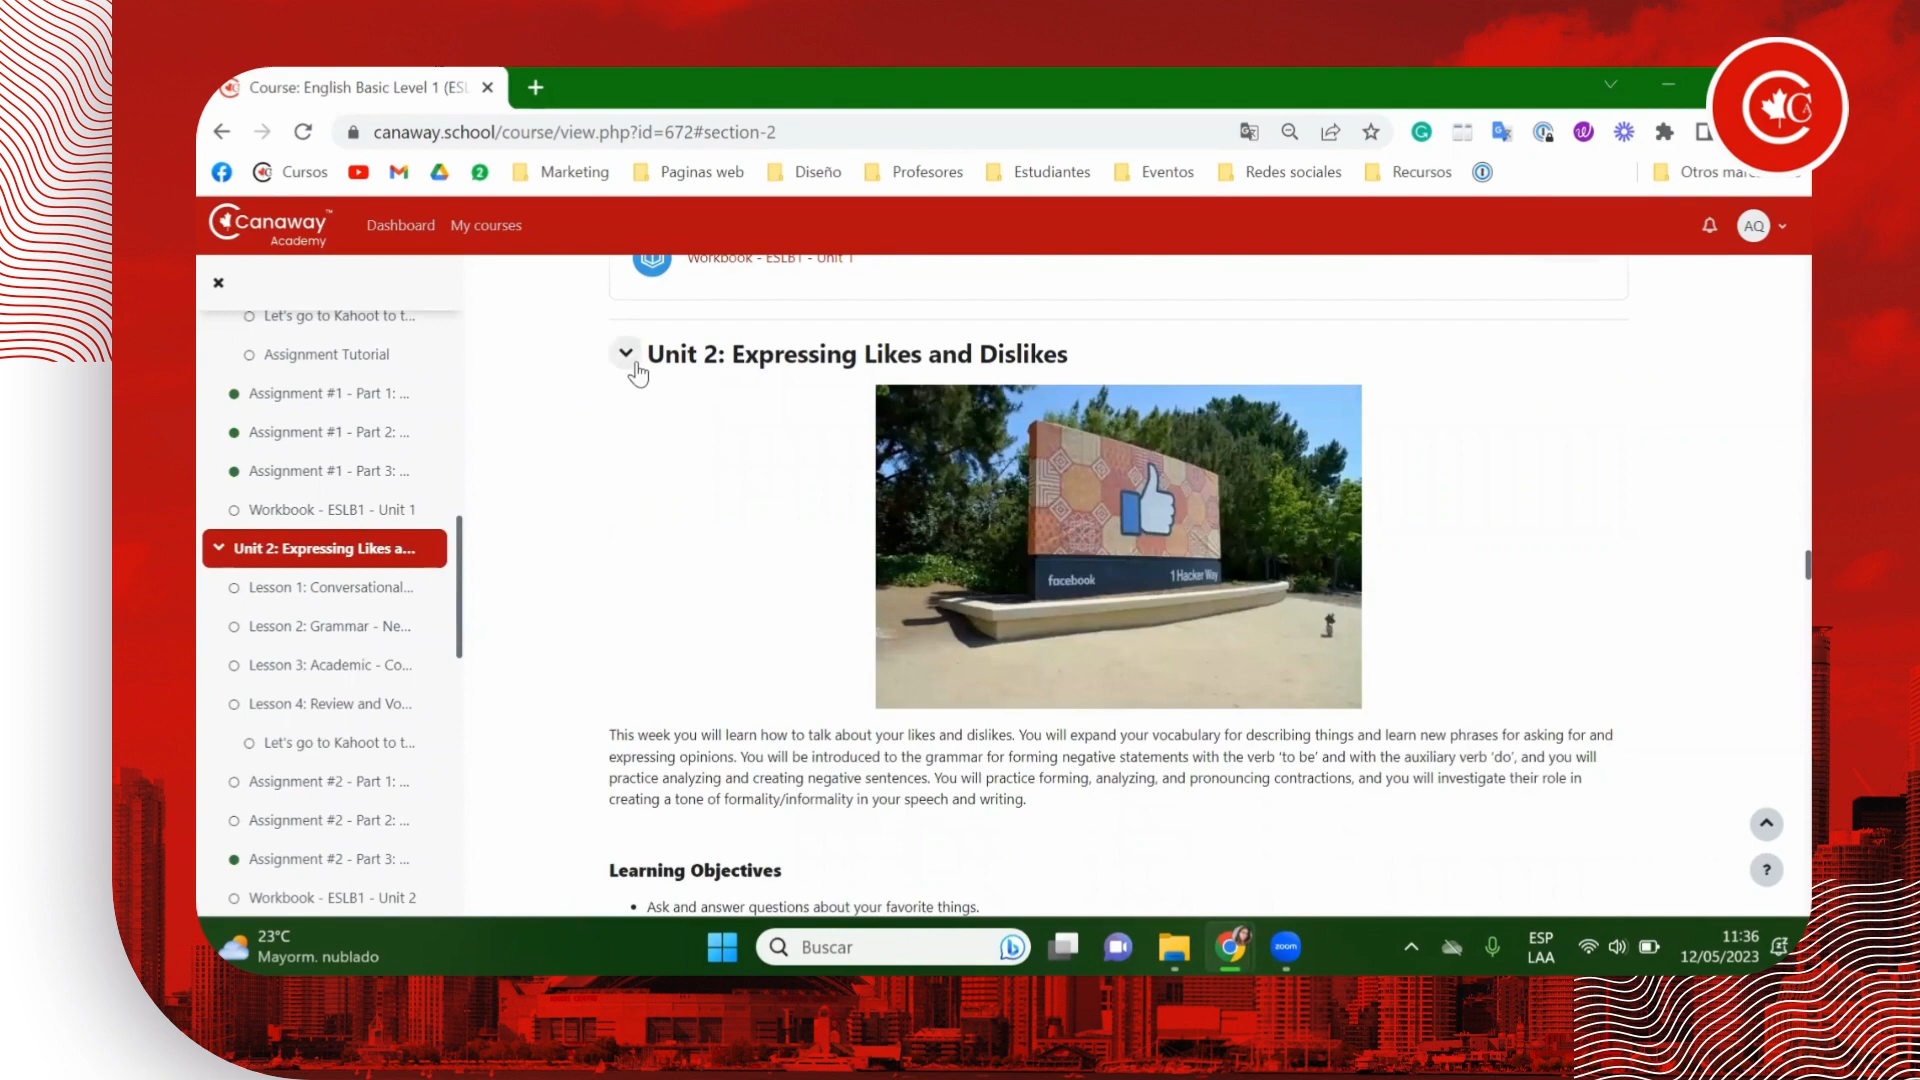 Course: English Basic Level 1 (ESL
canaway.school/course/view.php?id=672#section-2
Cursos
2
Marketing
Paginas web
Diseño
Profesores
Estudiantes
Eventos
Redes sociales
Recursos
Otros mar
Canaway™
Academy
Dashboard
My courses
AQ
Workbook - ESLB1 - Unit 1
Let's go to Kahoot to t...
Assignment Tutorial
Assignment #1 - Part 1: ...
Assignment #1 - Part 2: ...
Assignment #1 - Part 3: ...
Workbook - ESLB1 - Unit 1
Unit 2: Expressing Likes a...
Lesson 1: Conversational...
Lesson 2: Grammar - Ne...
Lesson 3: Academic - Co...
Lesson 4: Review and Vo...
Let's go to Kahoot to t...
Assignment #2 - Part 1: ...
Assignment #2 - Part 2: ...
Assignment #2 - Part 3: ...
Workbook - ESLB1 - Unit 2
Unit 2: Expressing Likes and Dislikes
facebook
1 Hacker Way
This week you will learn how to talk about your likes and dislikes. You will expand your vocabulary for describing things and learn new phrases for asking for and
expressing opinions. You will be introduced to the grammar for forming negative statements with the verb ‘to be’ and with the auxiliary verb ‘do’, and you will
practice analyzing and creating negative sentences. You will practice forming, analyzing, and pronouncing contractions, and you will investigate their role in
creating a tone of formality/informality in your speech and writing.
Learning Objectives
• Ask and answer questions about your favorite things.
?
23°C
Mayorm. nublado
Buscar
zoom
ESP
LAA
11:36
12/05/2023